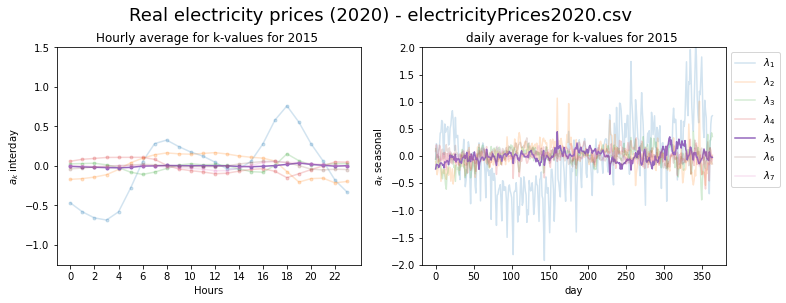 Real electricity prices (2020) - electricityPrices2020.csv
Hourly average for k-values for 2015
1.5
1.0
0.5
0.0
−0.5
−1.0
a_k interday
0 2 4 6 8 10 12 14 16 18 20 22
Hours
daily average for k-values for 2015
2.0
1.5
1.0
0.5
0.0
−0.5
−1.0
−1.5
−2.0
a_k seasonal
0 50 100 150 200 250 300 350
day
λ₁
λ₂
λ₃
λ₄
λ₅
λ₆
λ₇